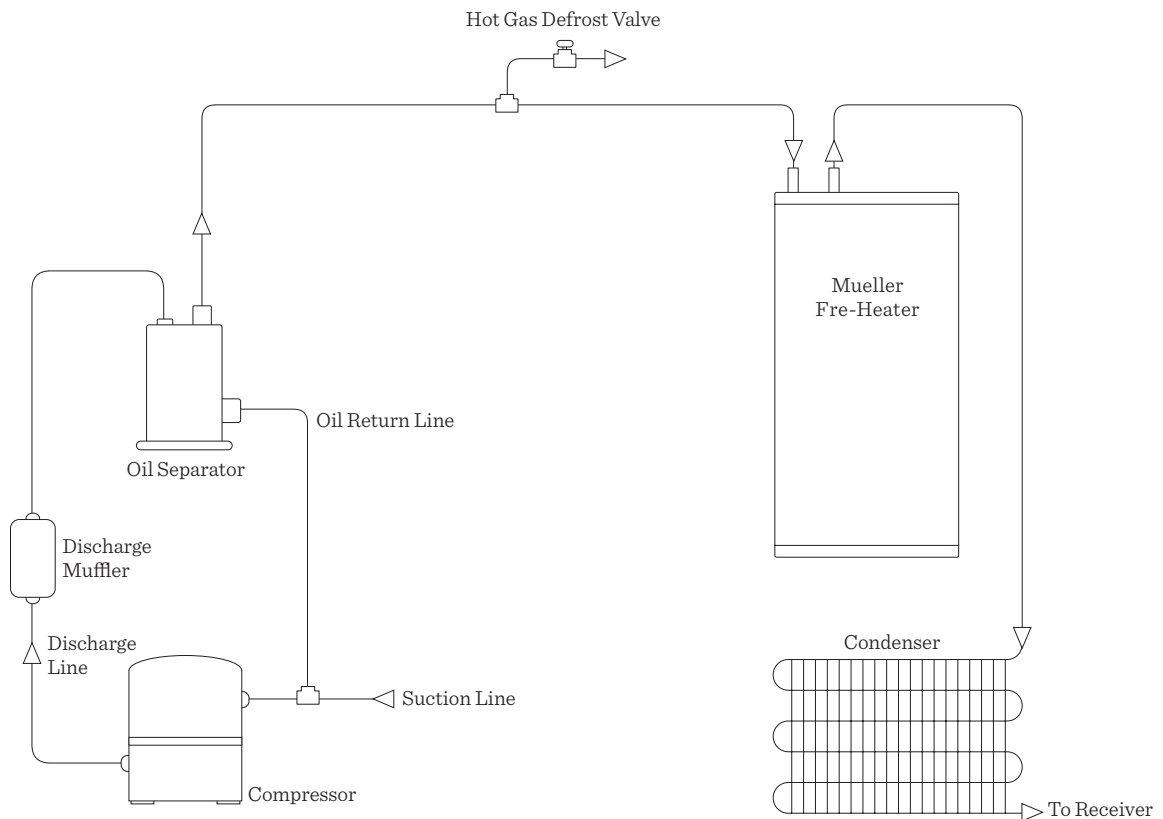 Hot Gas Defrost Valve
Mueller
Fre-Heater
Oil Return Line
Oil Separator
Discharge
Muffler
Discharge
Line
Condenser
Suction Line
Compressor
To Receiver